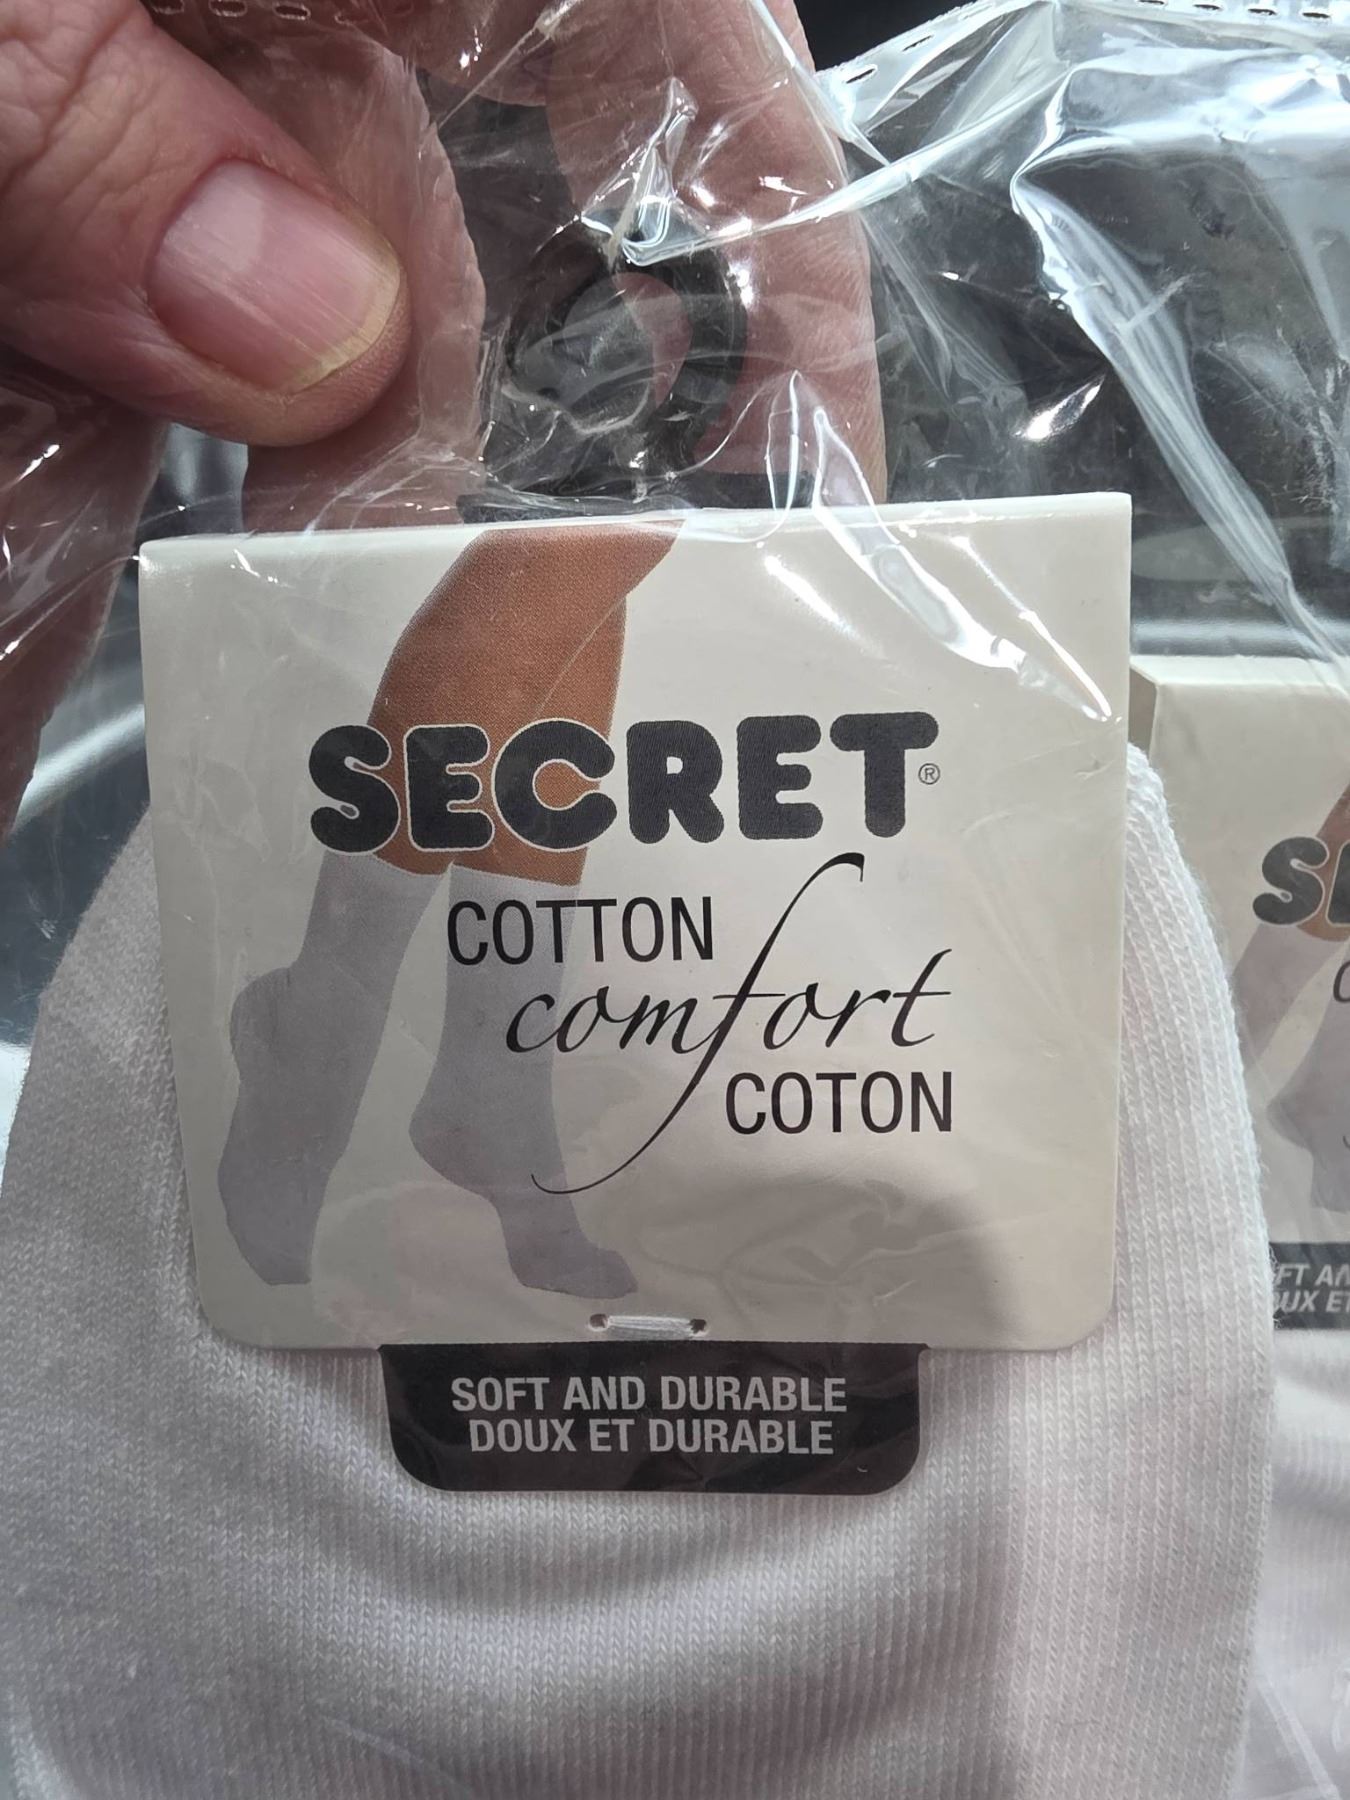 SECRET®
COTTON
comfort
COTON
SOFT AND DURABLE
DOUX ET DURABLE